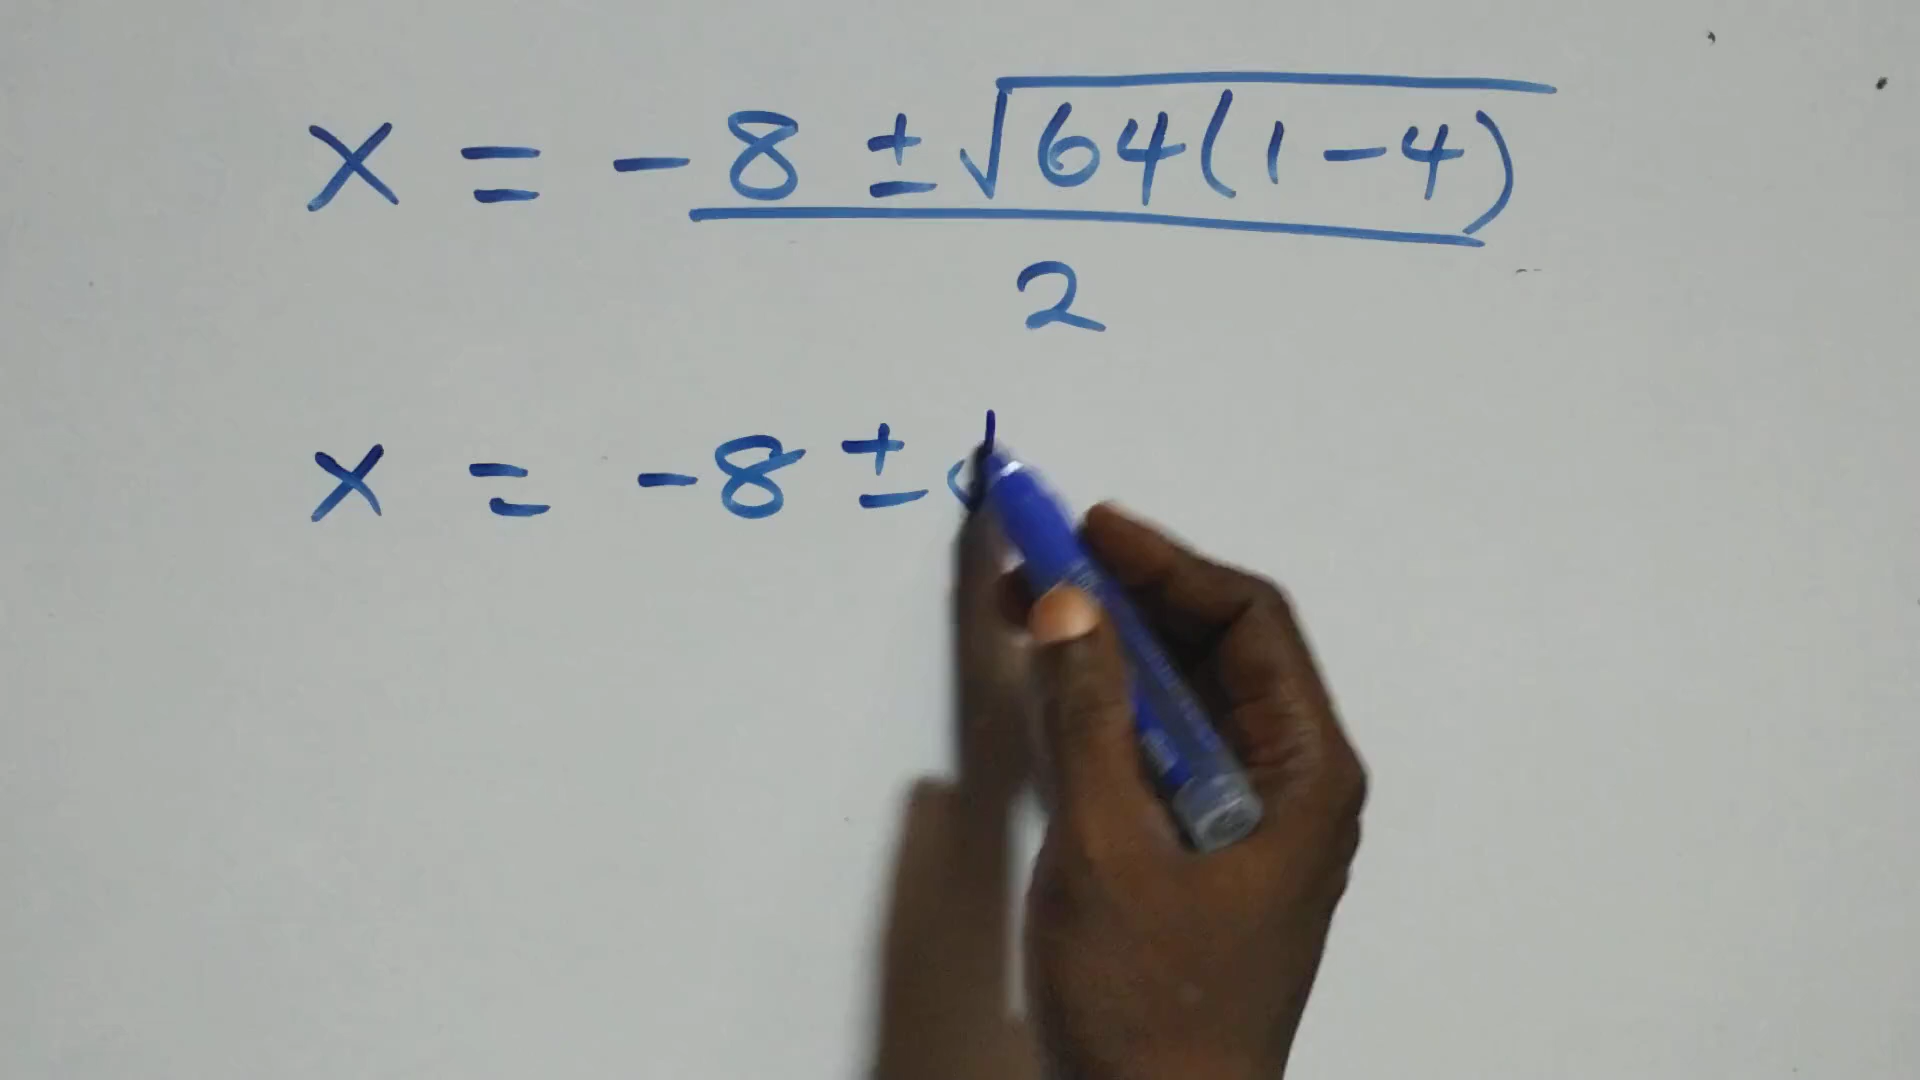 x = -8 ± √64(1-4)
2
x = -8 ± √